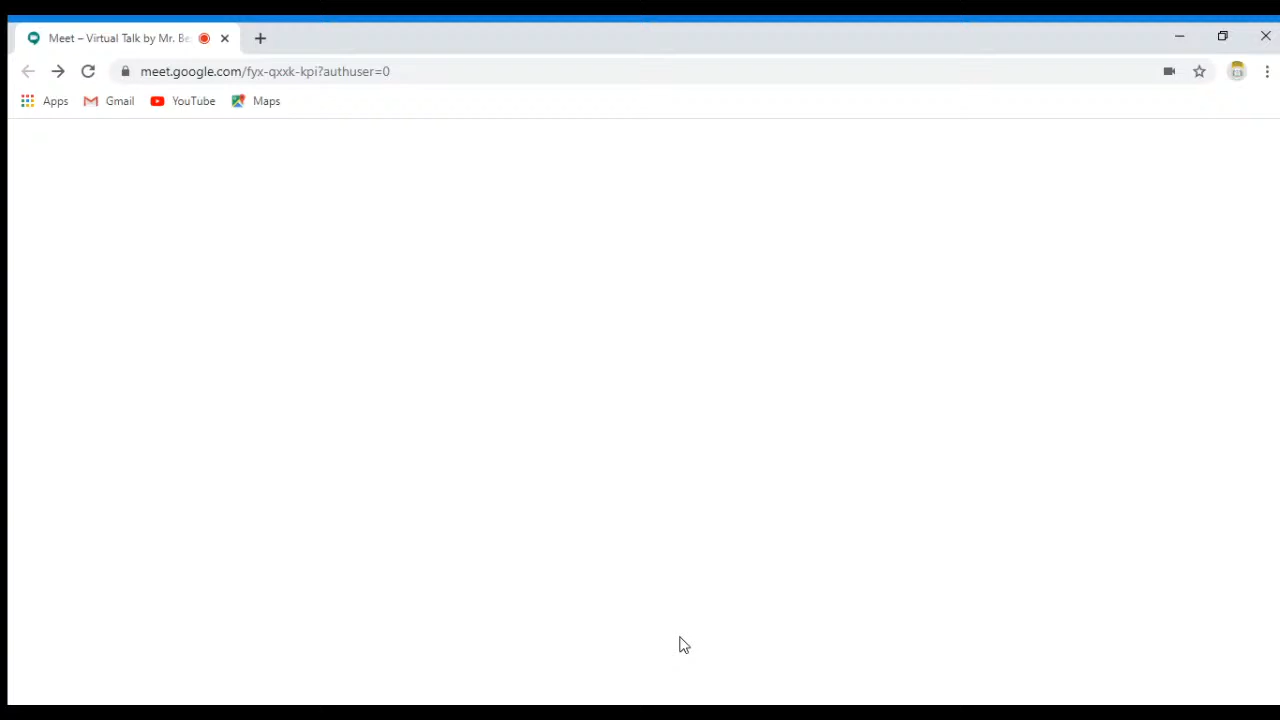 Meet – Virtual Talk by Mr. Be
meet.google.com/fyx-qxxk-kpi?authuser=0
Apps Gmail YouTube Maps